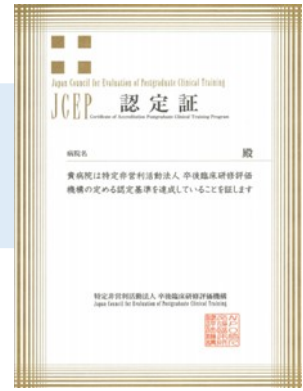 Japan Council for Evaluation of Postgraduate Clinical Training
JCEP 認定証
Certificate of Accreditation Postgraduate Clinical Training Program
病院名 殿
貴病院は特定非営利活動法人 卒後臨床研修評価
機構の定める認定基準を達成していることを証します
特定非営利活動法人 卒後臨床研修評価機構
Japan Council for Evaluation of Postgraduate Clinical Training